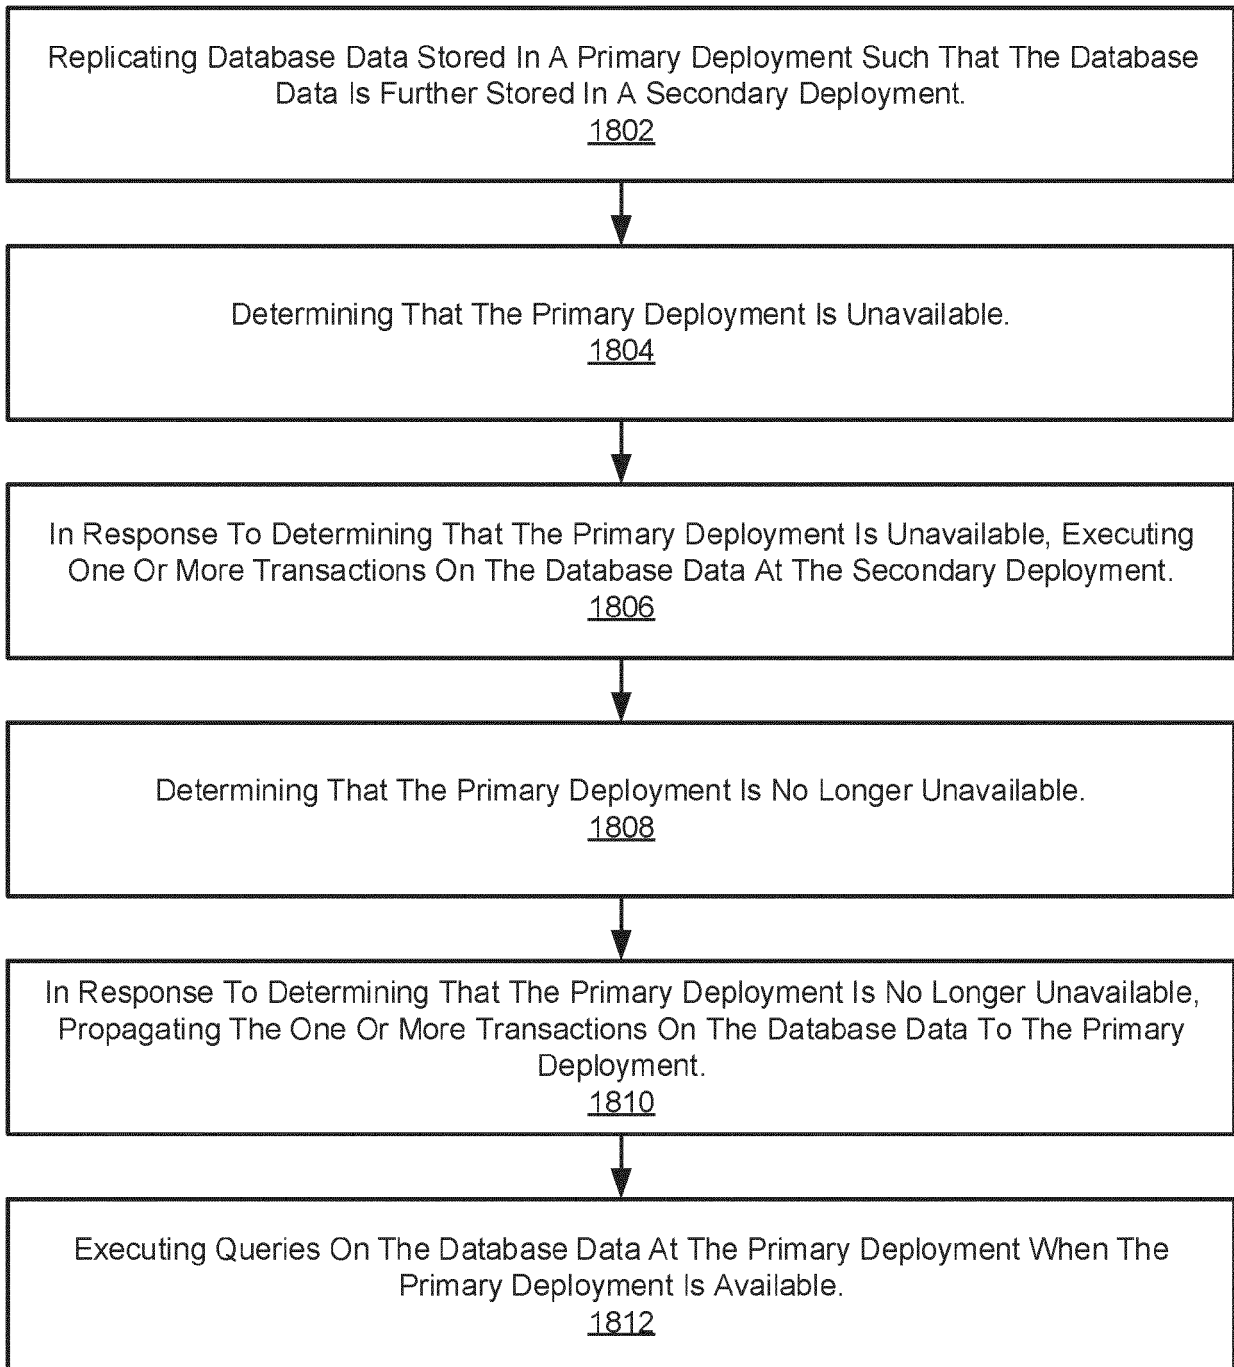 Replicating Database Data Stored In A Primary Deployment Such That The Database
Data Is Further Stored In A Secondary Deployment.
1802
Determining That The Primary Deployment Is Unavailable.
1804
In Response To Determining That The Primary Deployment Is Unavailable, Executing
One Or More Transactions On The Database Data At The Secondary Deployment.
1806
Determining That The Primary Deployment Is No Longer Unavailable.
1808
In Response To Determining That The Primary Deployment Is No Longer Unavailable,
Propagating The One Or More Transactions On The Database Data To The Primary
Deployment.
1810
Executing Queries On The Database Data At The Primary Deployment When The
Primary Deployment Is Available.
1812